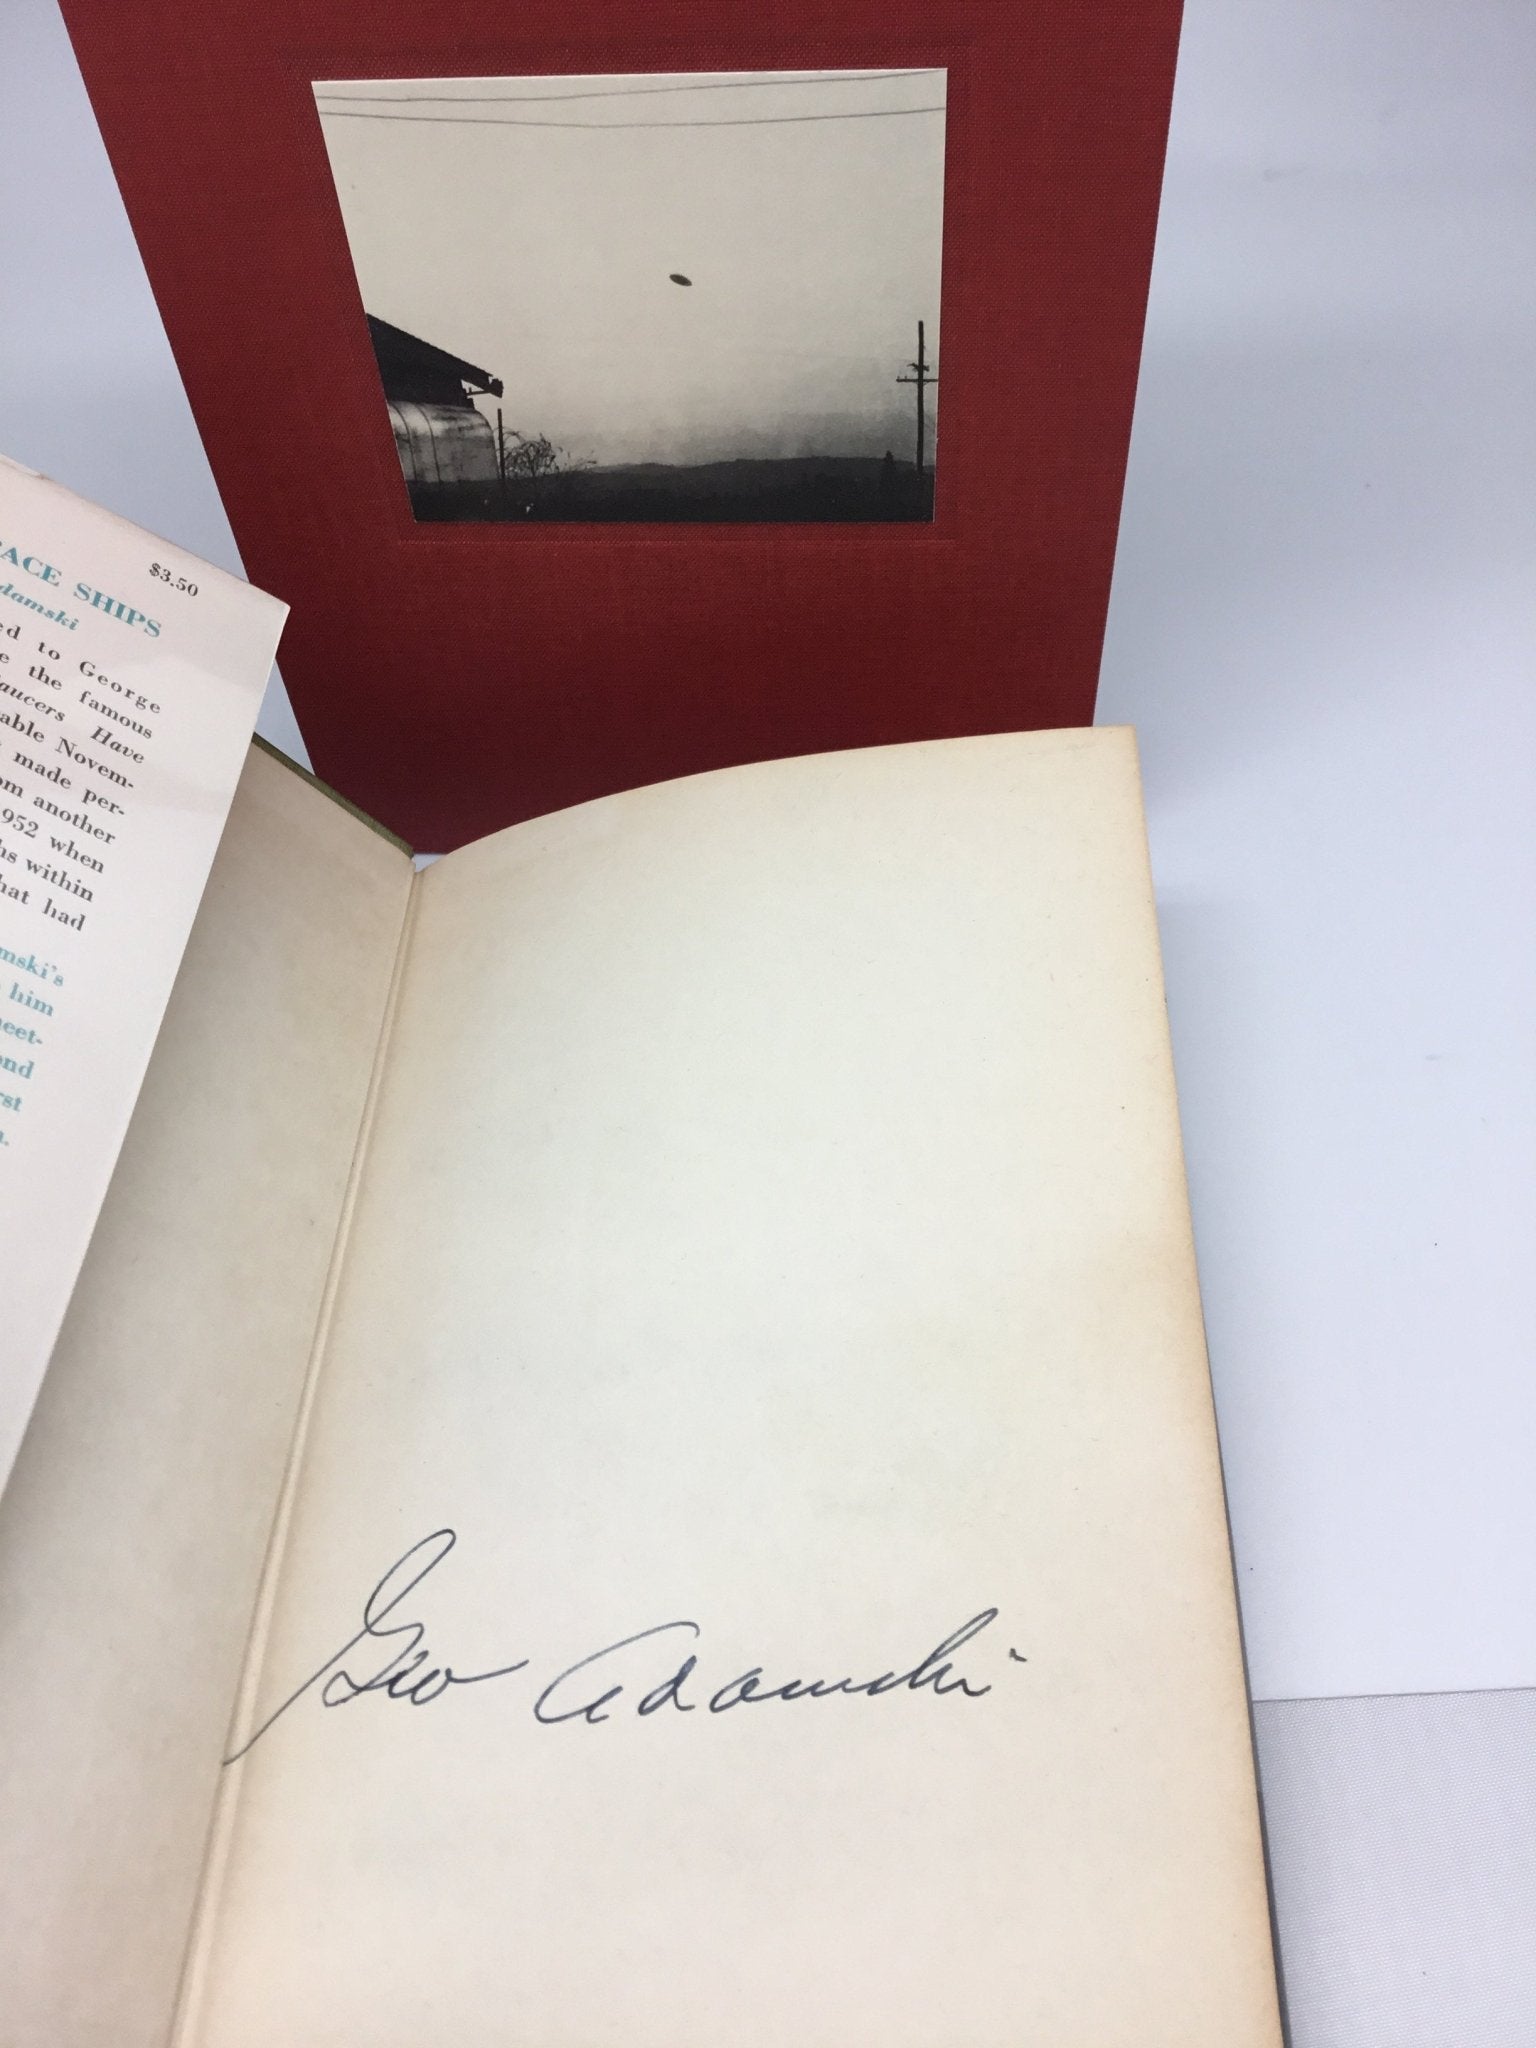 $3.50
ACE SHIPS
damski
ed to George
e the famous
aucers Have
able Novem-
made per-
om another
952 when
hs within
hat had
mski's
him
eet-
ond
rst
Geo Adamski